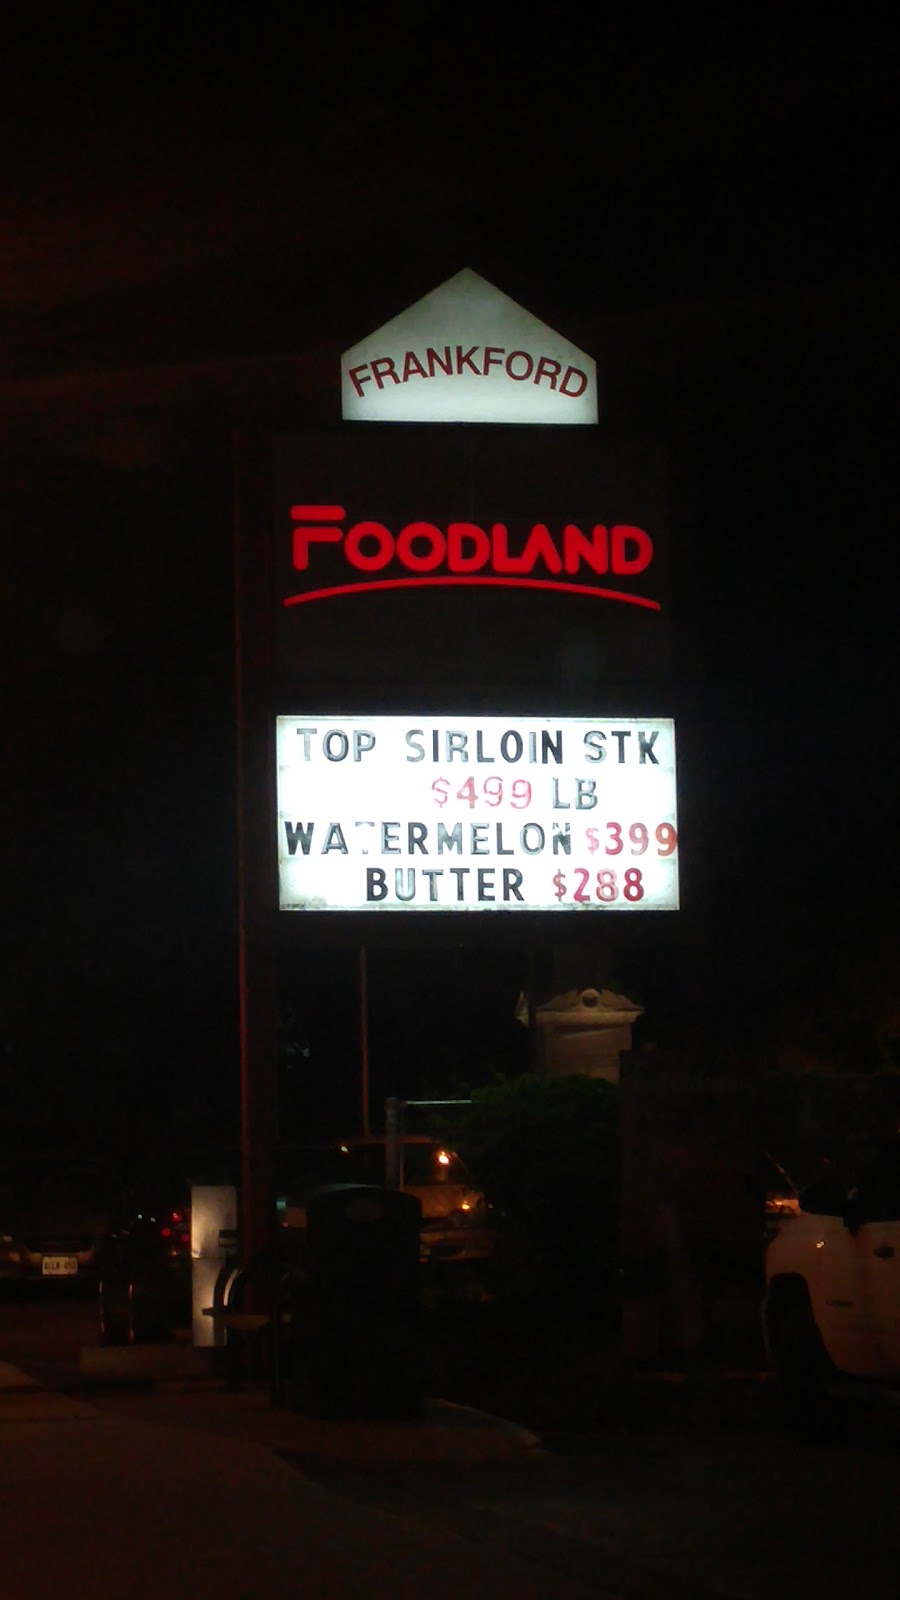 FRANKFORD
FOODLAND
TOP SIRLOIN STK
$499 LB
WATERMELON $399
BUTTER $288